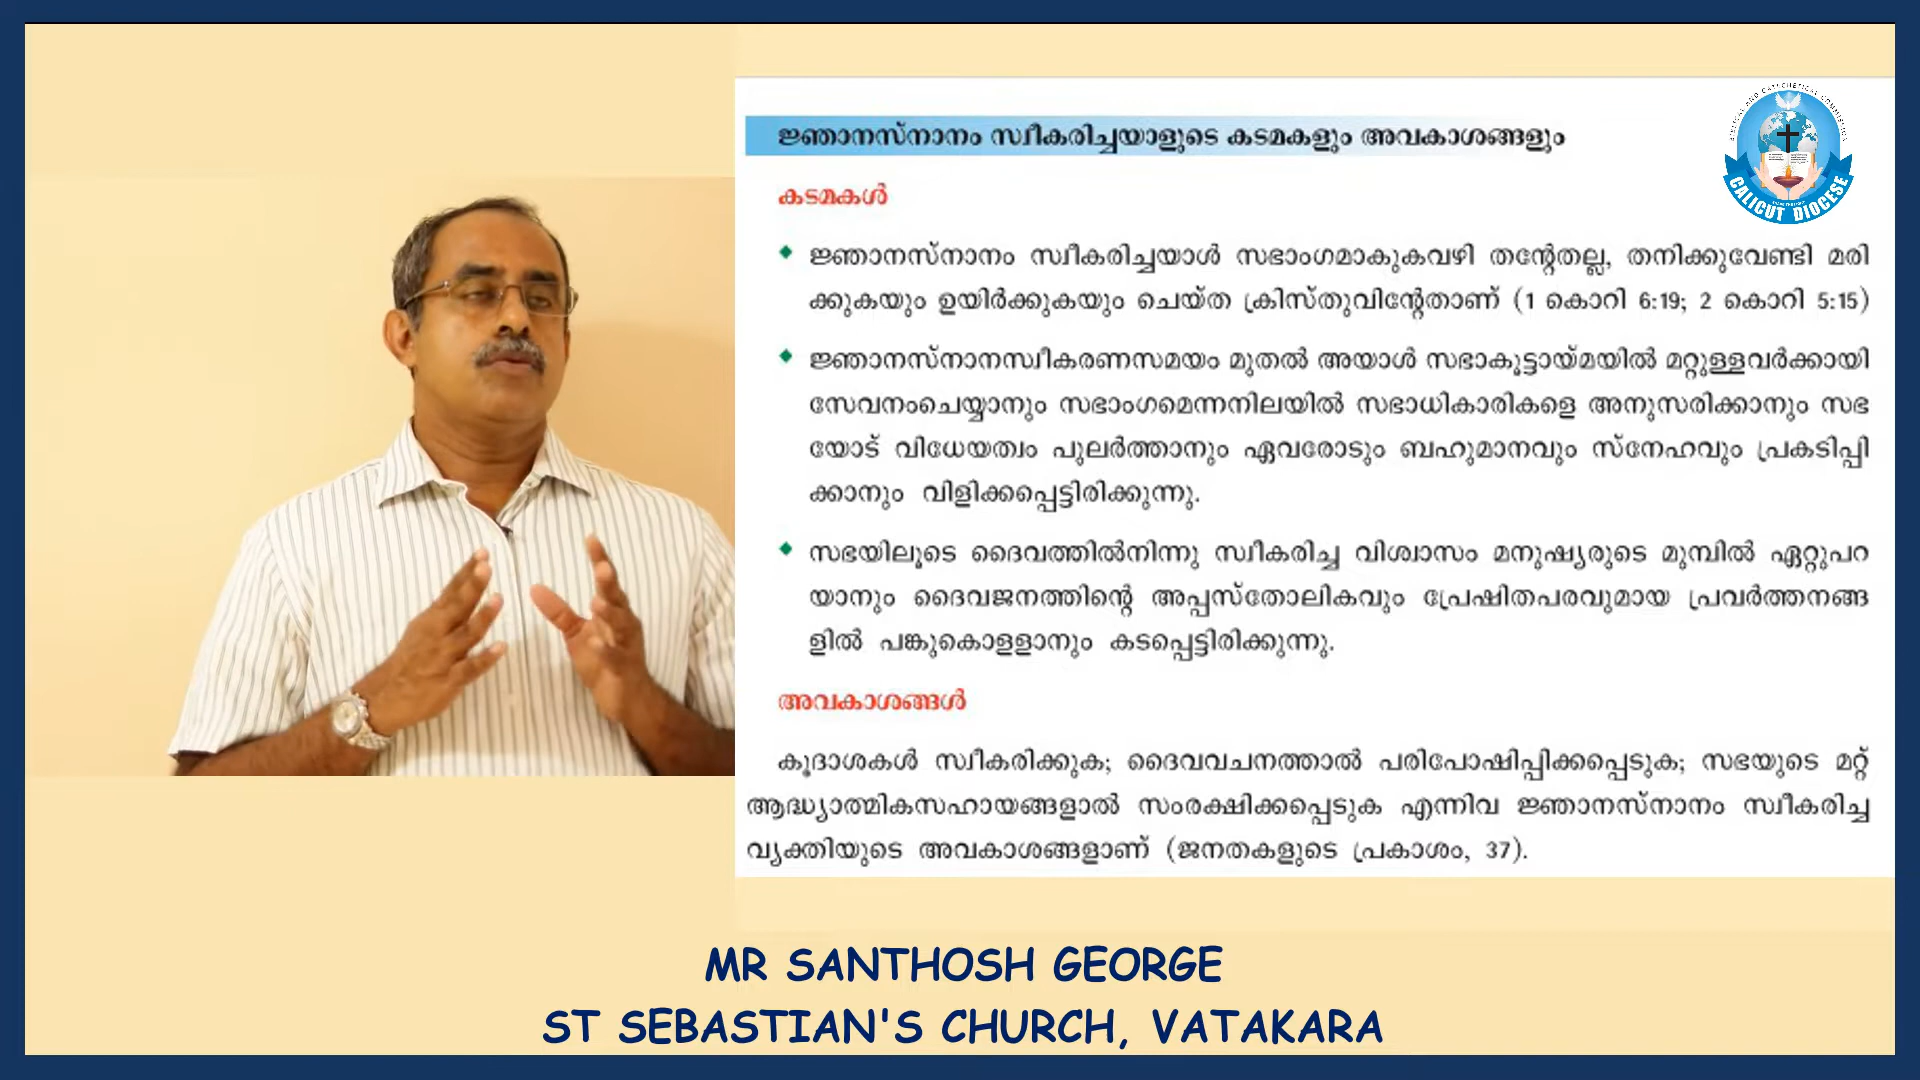 ജ്ഞാനസ്നാനം സ്വീകരിച്ചയാളുടെ കടമകളും അവകാശങ്ങളും
കടമകൾ
ജ്ഞാനസ്നാനം സ്വീകരിച്ചയാൾ സഭാംഗമാകുകവഴി തന്റേതല്ല, തനിക്കുവേണ്ടി മരി
ക്കുകയും ഉയിർക്കുകയും ചെയ്ത ക്രിസ്തുവിന്റേതാണ് (1 കൊറി 6:19; 2 കൊറി 5:15)
ജ്ഞാനസ്നാനസ്വീകരണസമയം മുതൽ അയാൾ സഭാകൂട്ടായ്മയിൽ മറ്റുള്ളവർക്കായി
സേവനംചെയ്യാനും സഭാംഗമെന്നനിലയിൽ സഭാധികാരികളെ അനുസരിക്കാനും സഭ
യോട് വിധേയത്വം പുലർത്താനും ഏവരോടും ബഹുമാനവും സ്നേഹവും പ്രകടിപ്പി
ക്കാനും വിളിക്കപ്പെട്ടിരിക്കുന്നു.
സഭയിലൂടെ ദൈവത്തിൽനിന്നു സ്വീകരിച്ച വിശ്വാസം മനുഷ്യരുടെ മുമ്പിൽ ഏറ്റുപറ
യാനും ദൈവജനത്തിന്റെ അപ്പസ്തോലികവും പ്രേഷിതപരവുമായ പ്രവർത്തനങ്ങ
ളിൽ പങ്കുകൊളളാനും കടപ്പെട്ടിരിക്കുന്നു.
അവകാശങ്ങൾ
കൂദാശകൾ സ്വീകരിക്കുക; ദൈവവചനത്താൽ പരിപോഷിപ്പിക്കപ്പെടുക; സഭയുടെ മറ്റ്
ആദ്ധ്യാത്മികസഹായങ്ങളാൽ സംരക്ഷിക്കപ്പെടുക എന്നിവ ജ്ഞാനസ്നാനം സ്വീകരിച്ച
വ്യക്തിയുടെ അവകാശങ്ങളാണ് (ജനതകളുടെ പ്രകാശം, 37).
CALICUT DIOCESE
MR SANTHOSH GEORGE
ST SEBASTIAN'S CHURCH, VATAKARA